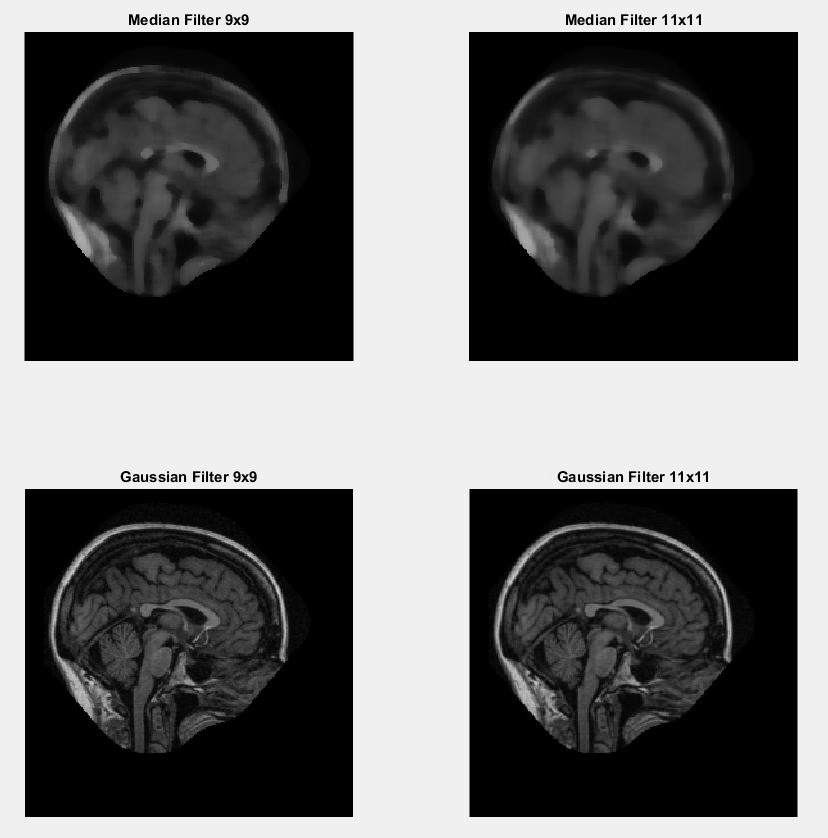 Median Filter 9x9
Median Filter 11x11
Gaussian Filter 9x9
Gaussian Filter 11x11